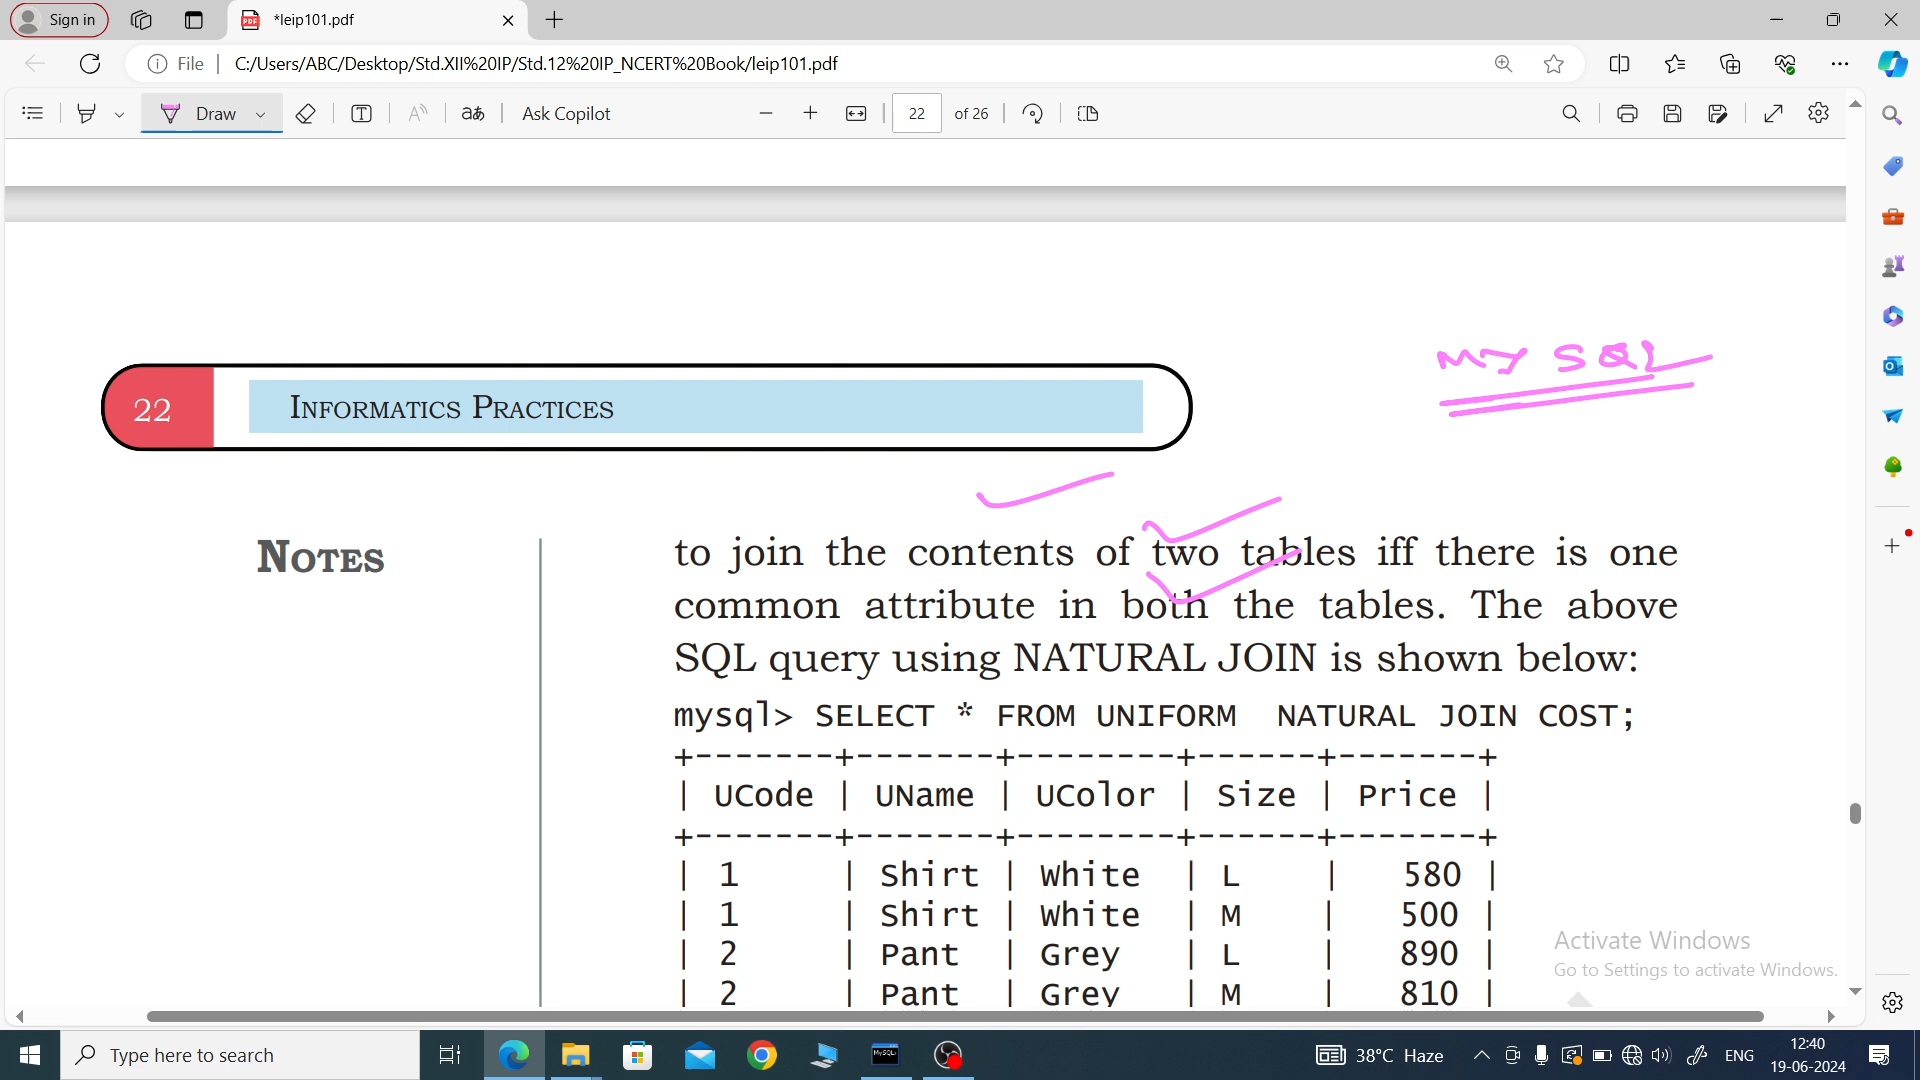 Sign in
*leip101.pdf
File
C:/Users/ABC/Desktop/Std.XII%20IP/Std.12%20IP_NCERT%20Book/leip101.pdf
Draw
T
aあ
Ask Copilot
22
of 26
MY SQL
22
INFORMATICS PRACTICES
NOTES
to join the contents of two tables iff there is one
common attribute in both the tables. The above
SQL query using NATURAL JOIN is shown below:
mysql> SELECT * FROM UNIFORM NATURAL JOIN COST;
+-------+-------+--------+------+-------+
| UCode | UName | UColor | Size | Price |
+-------+-------+--------+------+-------+
| 1 | Shirt | White | L | 580 |
| 1 | Shirt | White | M | 500 |
| 2 | Pant | Grey | L | 890 |
| 2 | Pant | Grey | M | 810 |
Activate Windows
Go to Settings to activate Windows.
Type here to search
38°C Haze
ENG
12:40
19-06-2024